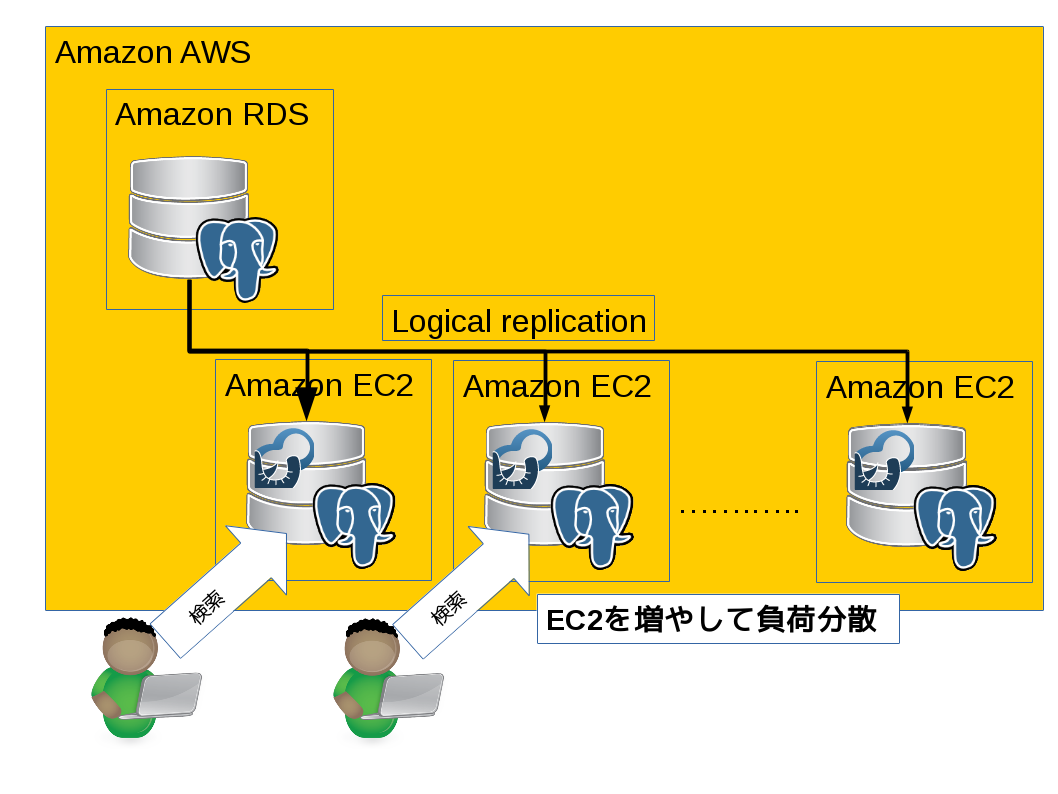 Amazon AWS
Amazon RDS
Logical replication
Amazon EC2
Amazon EC2
Amazon EC2
…………
検索
検索
EC2を増やして負荷分散